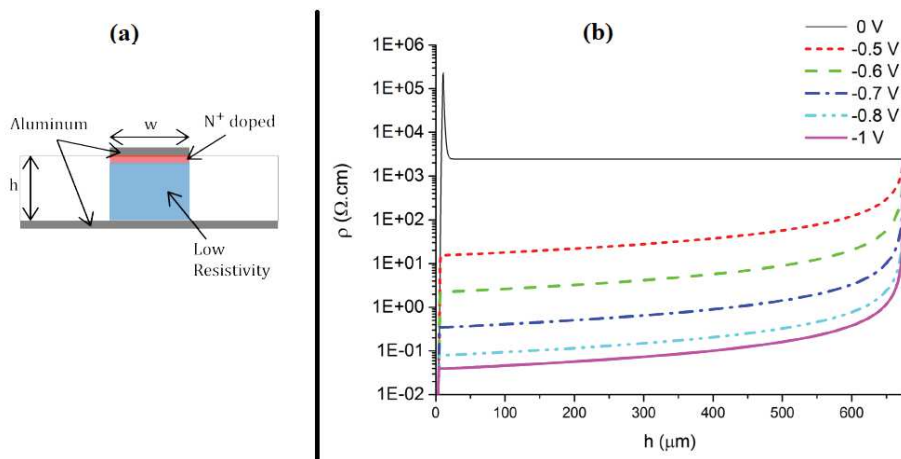 (a)
w
N⁺ doped
Aluminum
h
Low
Resistivity
(b)
0 V
-0.5 V
-0.6 V
-0.7 V
-0.8 V
-1 V
ρ (Ω.cm)
1E+06
1E+05
1E+04
1E+03
1E+02
1E+01
1E+00
1E-01
1E-02
0 100 200 300 400 500 600
h (μm)